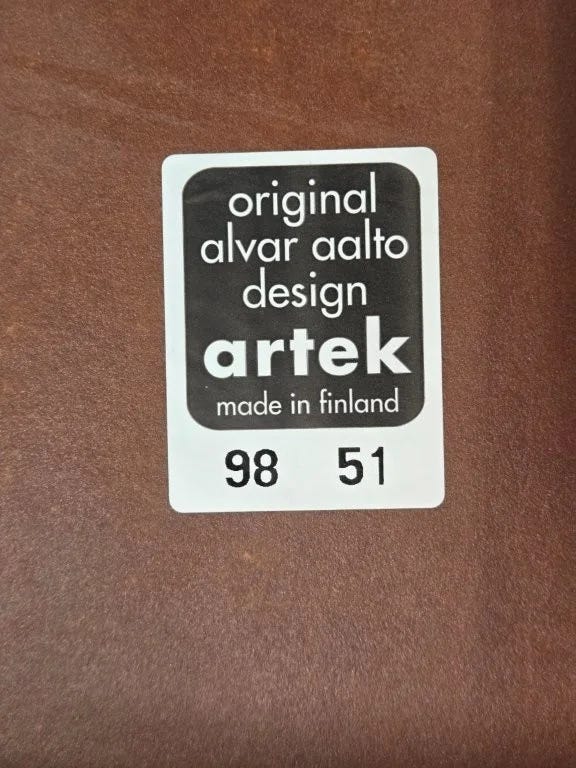 original
alvar aalto
design
artek
made in finland
98 51